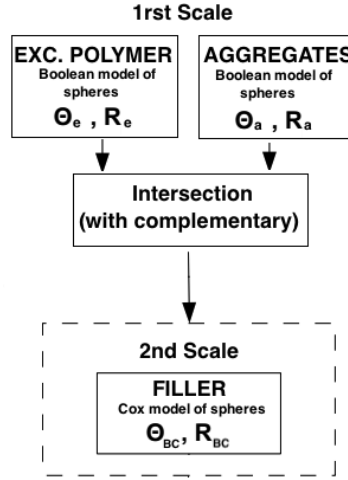 1rst Scale
EXC. POLYMER
Boolean model of
spheres
Θe , Re
AGGREGATES
Boolean model of
spheres
Θa , Ra
Intersection
(with complementary)
2nd Scale
FILLER
Cox model of spheres
ΘBC, RBC